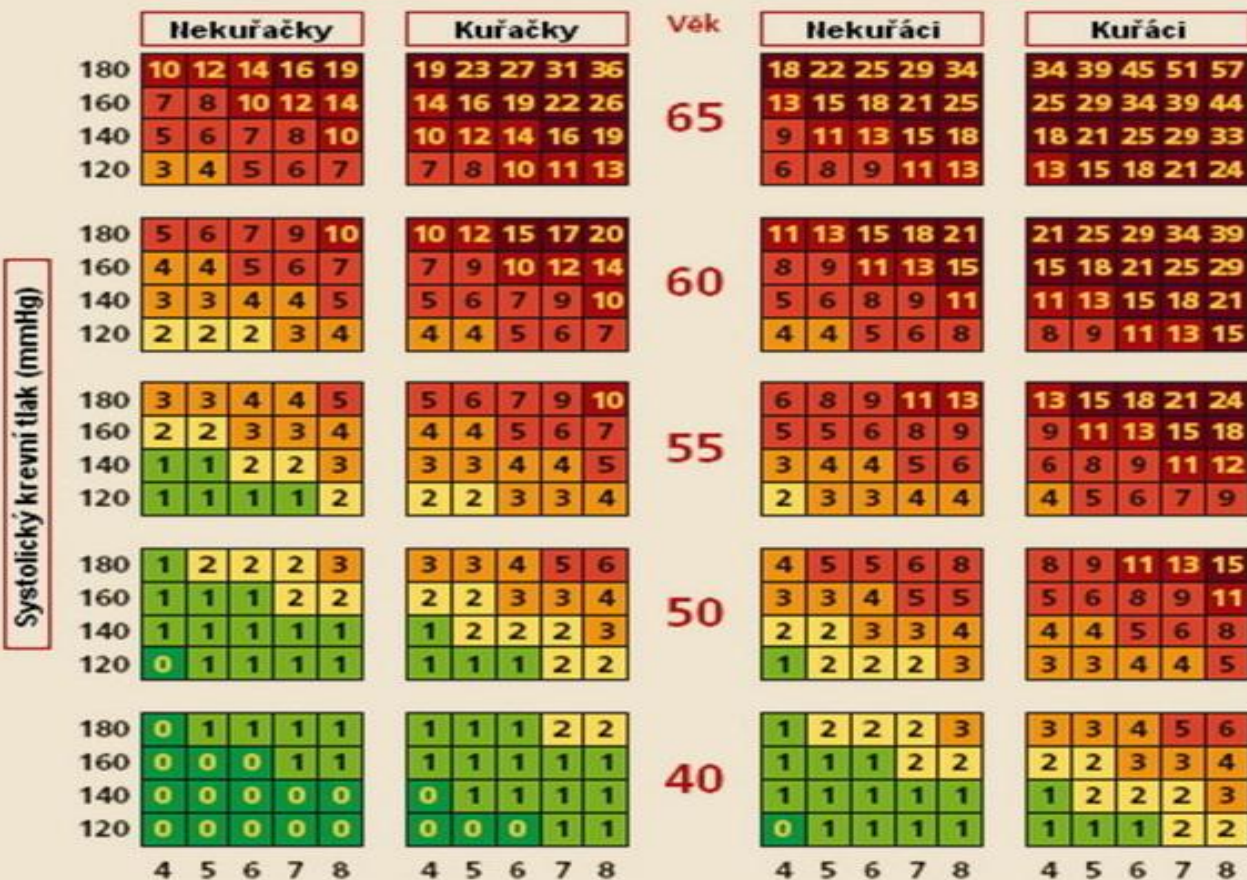 Nekuřačky Kuřačky Věk Nekuřáci Kuřáci
180 10 12 14 16 19 19 23 27 31 36 18 22 25 29 34 34 39 45 51 57
160 7 8 10 12 14 14 16 19 22 26 13 15 18 21 25 25 29 34 39 44
65
140 5 6 7 8 10 10 12 14 16 19 9 11 13 15 18 18 21 25 29 33
120 3 4 5 6 7 7 8 10 11 13 6 8 9 11 13 13 15 18 21 24
180 5 6 7 9 10 10 12 15 17 20 11 13 15 18 21 21 25 29 34 39
160 4 4 5 6 7 7 9 10 12 14 8 9 11 13 15 15 18 21 25 29
60
140 3 3 4 4 5 5 6 7 9 10 5 6 8 9 11 11 13 15 18 21
120 2 2 2 3 4 4 4 5 6 7 4 4 5 6 8 8 9 11 13 15
Systolický krevní tlak (mmHg)
180 3 3 4 4 5 5 6 7 9 10 6 8 9 11 13 13 15 18 21 24
160 2 2 3 3 4 4 4 5 6 7 5 5 6 8 9 9 11 13 15 18
55
140 1 1 2 2 3 3 3 4 4 5 3 4 4 5 6 6 8 9 11 12
120 1 1 1 1 2 2 2 3 3 4 2 3 3 4 4 4 5 6 7 9
180 1 2 2 2 3 3 3 4 5 6 4 5 5 6 8 8 9 11 13 15
160 1 1 1 2 2 2 2 3 3 4 3 3 4 5 5 5 6 8 9 11
50
140 1 1 1 1 1 1 2 2 2 3 2 2 3 3 4 4 4 5 6 8
120 0 1 1 1 1 1 1 1 2 2 1 2 2 2 3 3 3 4 4 5
180 0 1 1 1 1 1 1 1 2 2 1 2 2 2 3 3 3 4 5 6
160 0 0 0 1 1 1 1 1 1 1 1 1 1 2 2 2 2 3 3 4
40
140 0 0 0 0 0 0 1 1 1 1 1 1 1 1 1 1 2 2 2 3
120 0 0 0 0 0 0 0 0 1 1 0 1 1 1 1 1 1 1 2 2
4 5 6 7 8 4 5 6 7 8 4 5 6 7 8 4 5 6 7 8